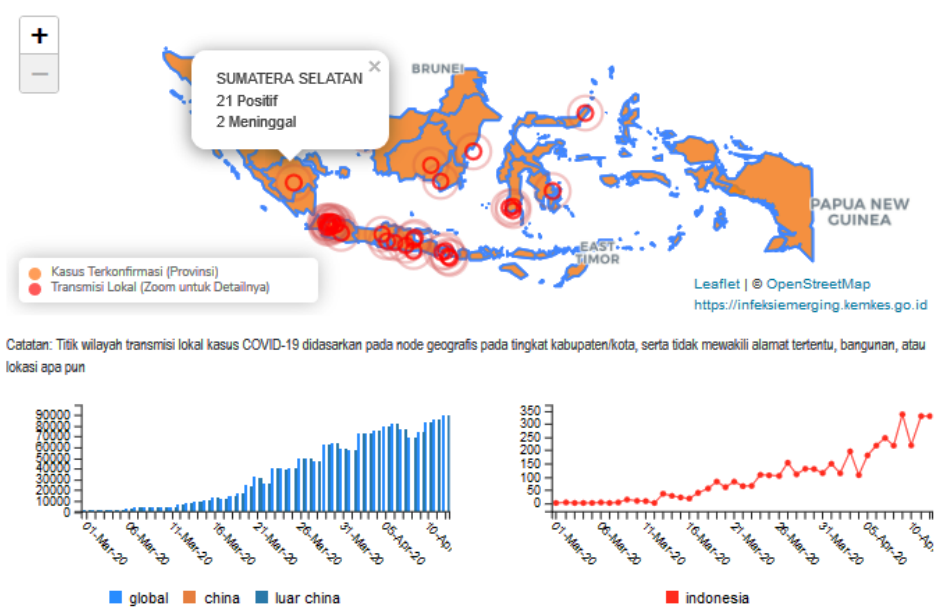 +
−
SUMATERA SELATAN
×
21 Positif
2 Meninggal
BRUNEI
PAPUA NEW
GUINEA
EAST
TIMOR
Kasus Terkonfirmasi (Provinsi)
Transmisi Lokal (Zoom untuk Detailnya)
Leaflet | © OpenStreetMap
https://infeksiemerging.kemkes.go.id
Catatan: Titik wilayah transmisi lokal kasus COVID-19 didasarkan pada node geografis pada tingkat kabupaten/kota, serta tidak mewakili alamat tertentu, bangunan, atau
lokasi apa pun
90000
80000
70000
60000
50000
40000
30000
20000
10000
0
01-Mar-20
06-Mar-20
11-Mar-20
16-Mar-20
21-Mar-20
26-Mar-20
31-Mar-20
05-Apr-20
10-Ap
global china luar china
350
300
250
200
150
100
50
0
01-Mar-20
06-Mar-20
11-Mar-20
16-Mar-20
21-Mar-20
26-Mar-20
31-Mar-20
05-Apr-20
10-Ap
indonesia